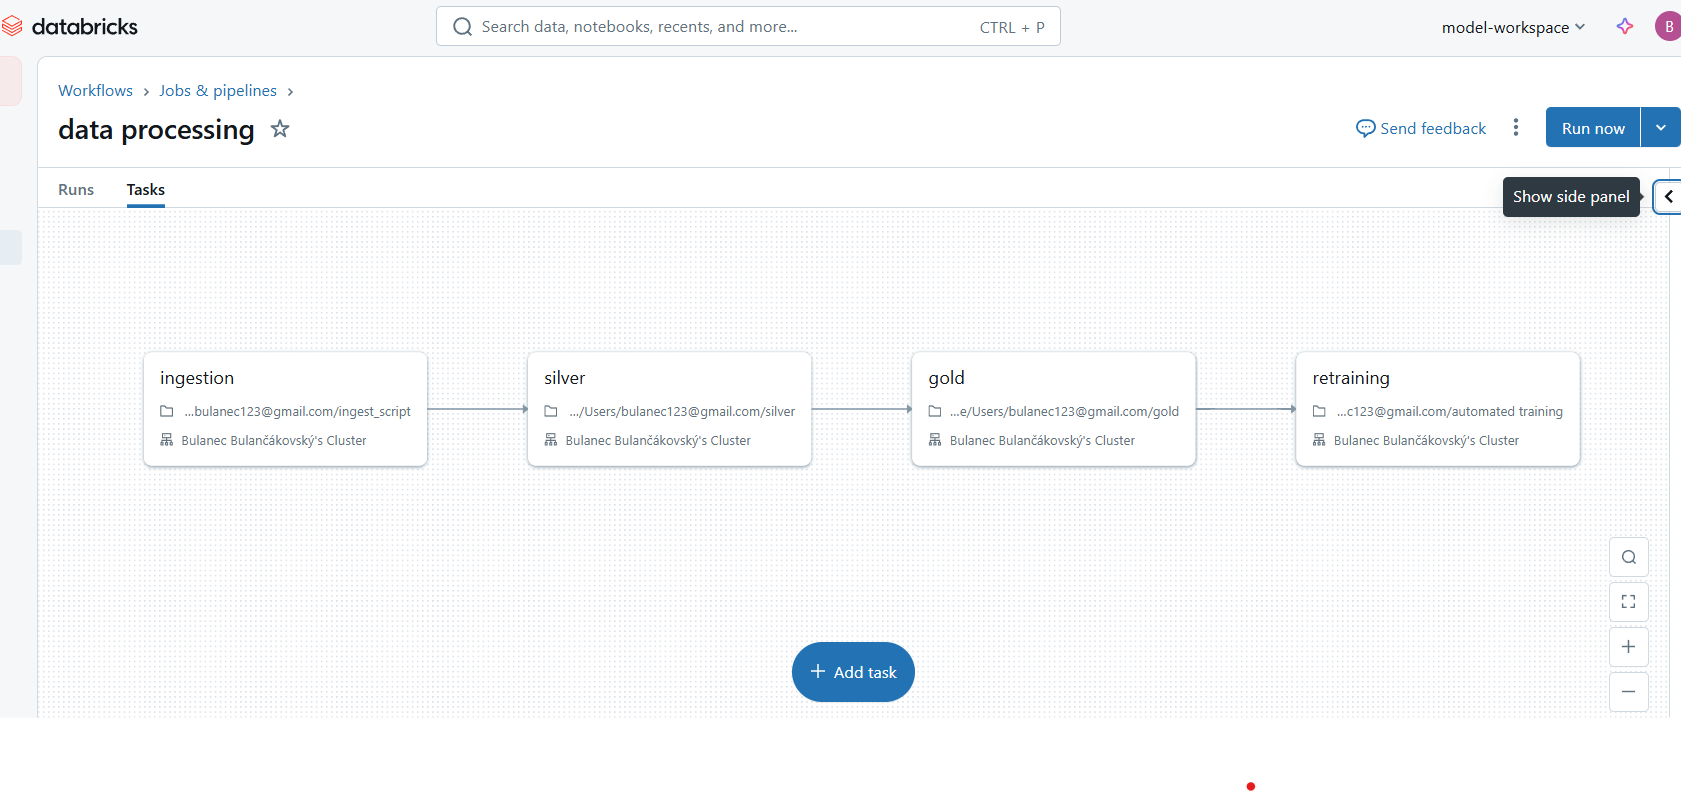 databricks
Search data, notebooks, recents, and more...
CTRL + P
model-workspace
B
Workflows › Jobs & pipelines ›
data processing
Send feedback
Run now
Runs
Tasks
Show side panel
ingestion
...bulanec123@gmail.com/ingest_script
Bulanec Bulančákovský's Cluster
silver
.../Users/bulanec123@gmail.com/silver
Bulanec Bulančákovský's Cluster
gold
...e/Users/bulanec123@gmail.com/gold
Bulanec Bulančákovský's Cluster
retraining
...c123@gmail.com/automated training
Bulanec Bulančákovský's Cluster
+ Add task